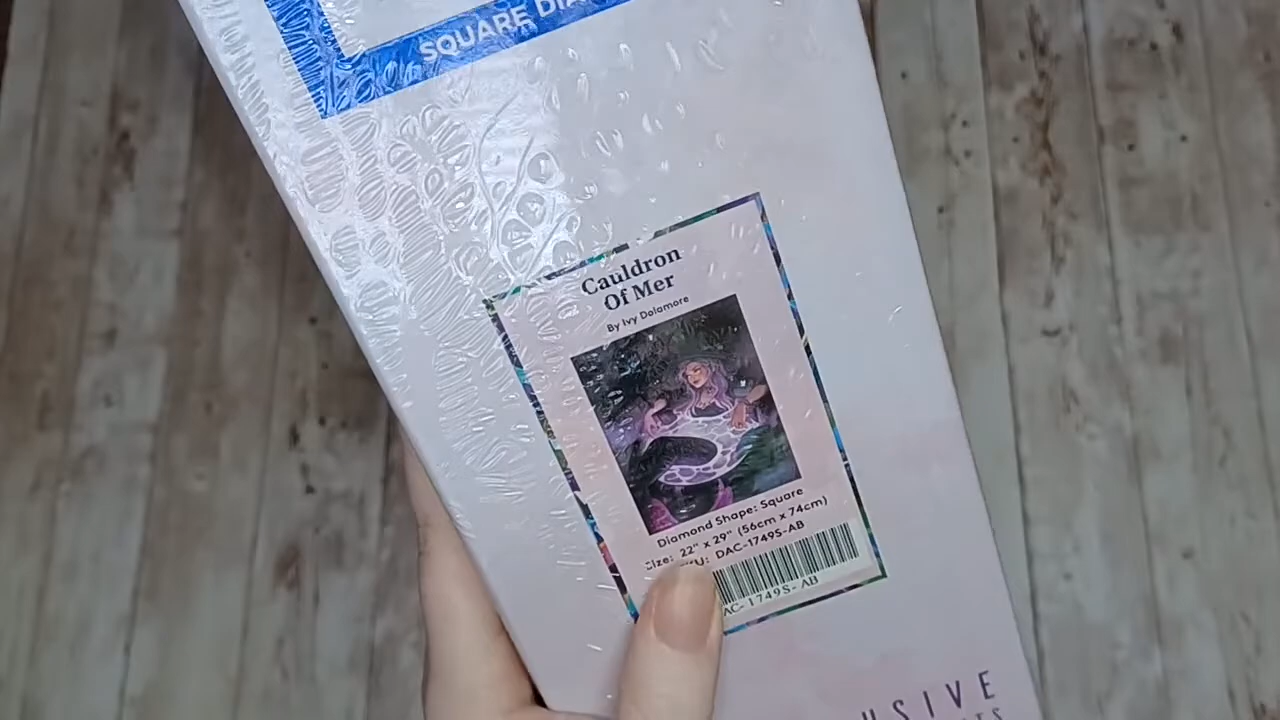 SQUARE DIA
Cauldron
Of Mer
By Ivy Dolamore
Diamond Shape: Square
Size: 22" x 29" (56cm x 74cm)
U: DAC-1749S-AB
AC-1749S-AB
USIVE